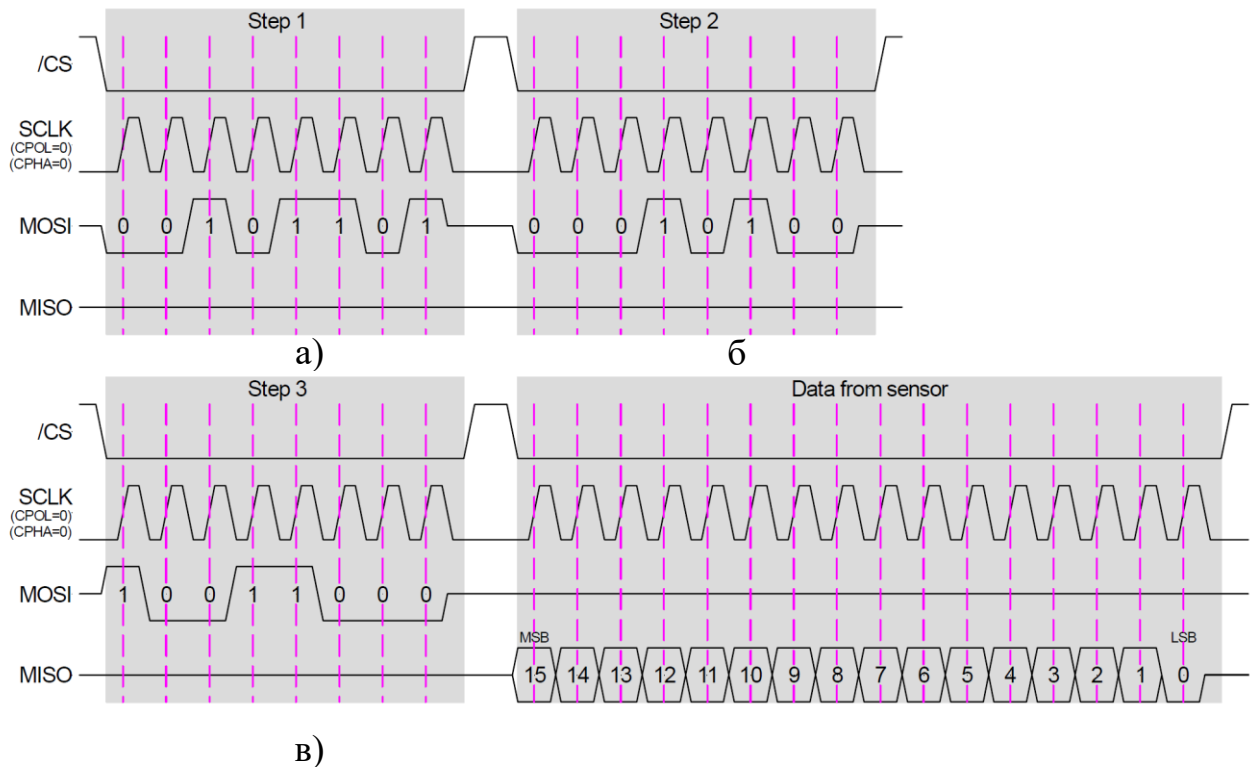 Step 1 Step 2
/CS
SCLK
(CPOL=0)
(CPHA=0)
MOSI 0 0 1 0 1 1 0 1 0 0 0 1 0 1 0 0
MISO
а) б
Step 3 Data from sensor
/CS
SCLK
(CPOL=0)
(CPHA=0)
MOSI 1 0 0 1 1 0 0 0
MSB LSB
MISO 15 14 13 12 11 10 9 8 7 6 5 4 3 2 1 0
в)